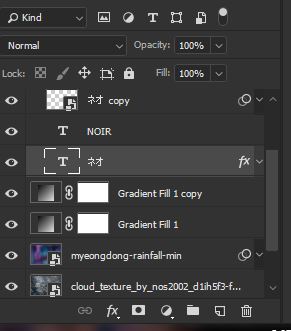 Kind
Normal
Opacity: 100%
Lock: Fill: 100%
ネオ copy
T NOIR
T ネオ fx
Gradient Fill 1 copy
Gradient Fill 1
myeongdong-rainfall-min
cloud_texture_by_nos2002_d1ih5f3-f...
fx